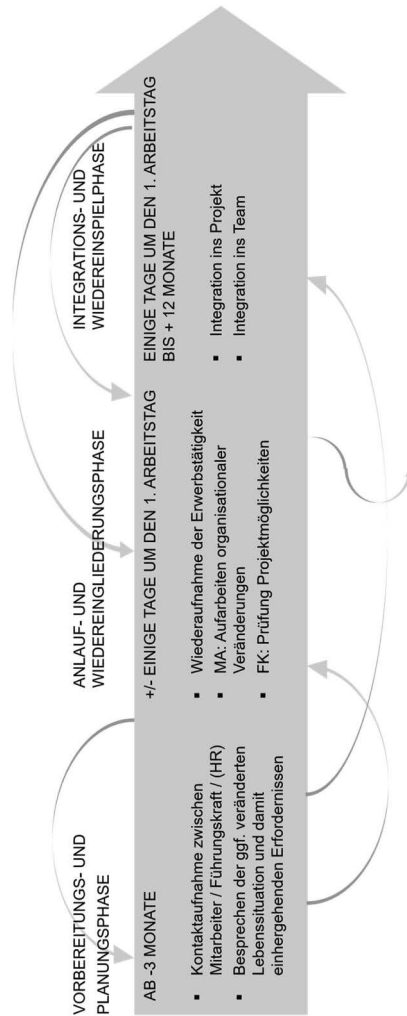 VORBEREITUNGS- UND
PLANUNGSPHASE
AB -3 MONATE
▪ Kontaktaufnahme zwischen
Mitarbeiter / Führungskraft / (HR)
▪ Besprechen der ggf. veränderten
Lebenssituation und damit
einhergehenden Erfordernissen
ANLAUF- UND
WIEDEREINGLIEDERUNGSPHASE
+/- EINIGE TAGE UM DEN 1. ARBEITSTAG
▪ Wiederaufnahme der Erwerbstätigkeit
▪ MA: Aufarbeiten organisationaler
Veränderungen
▪ FK: Prüfung Projektmöglichkeiten
INTEGRATIONS- UND
WIEDEREINSPIELPHASE
EINIGE TAGE UM DEN 1. ARBEITSTAG
BIS + 12 MONATE
▪ Integration ins Projekt
▪ Integration ins Team